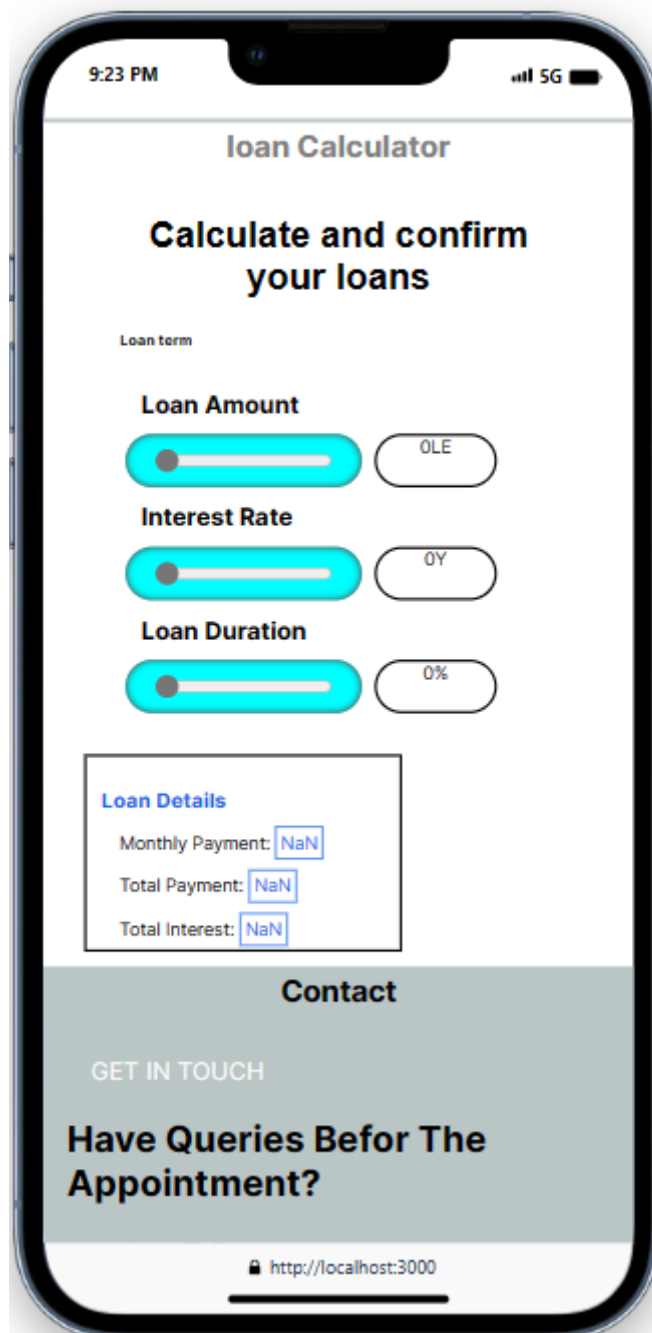 9:23 PM
5G
loan Calculator
Calculate and confirm
your loans
Loan term
Loan Amount
0LE
Interest Rate
0Y
Loan Duration
0%
Loan Details
Monthly Payment: NaN
Total Payment: NaN
Total Interest: NaN
Contact
GET IN TOUCH
Have Queries Befor The
Appointment?
http://localhost:3000